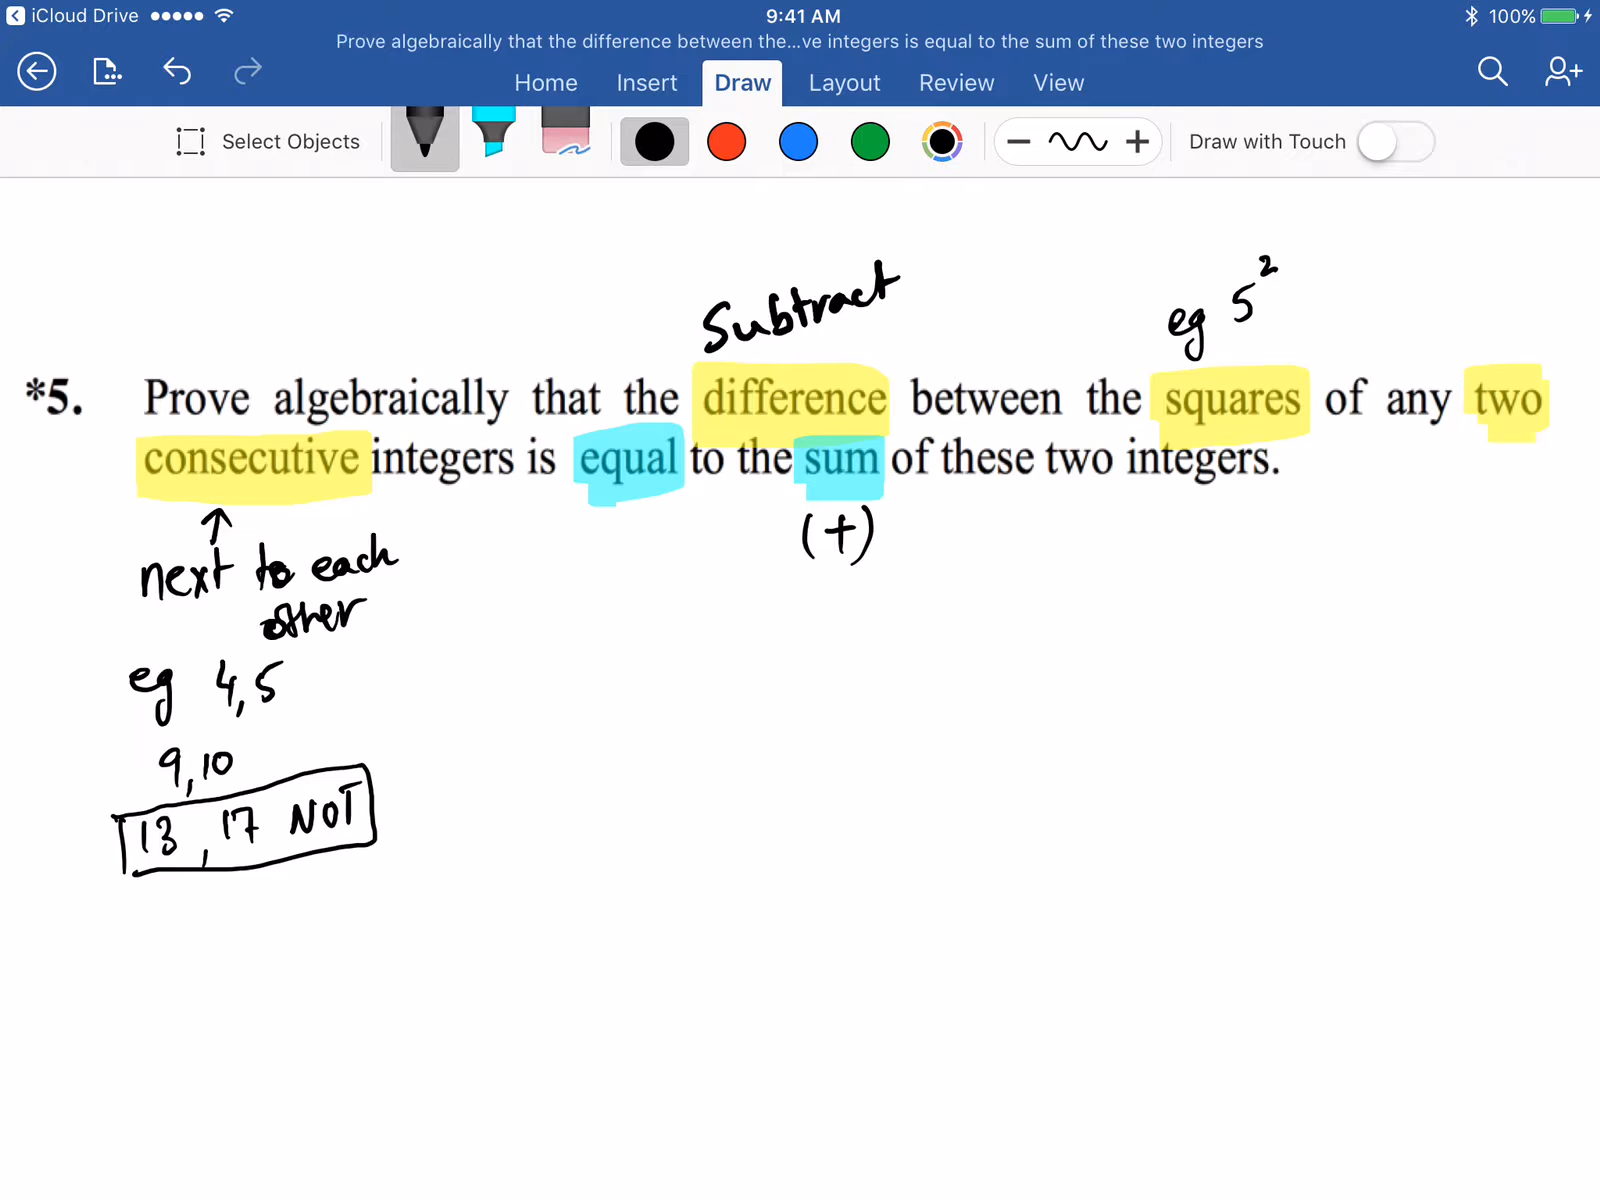 iCloud Drive
9:41 AM
100%
Prove algebraically that the difference between the...ve integers is equal to the sum of these two integers
Home Insert Draw Layout Review View
Select Objects
Draw with Touch
Subtract
eg 5²
*5. Prove algebraically that the difference between the squares of any two
consecutive integers is equal to the sum of these two integers.
(+)
next to each
other
eg 4,5
9,10
13, 17 NOT